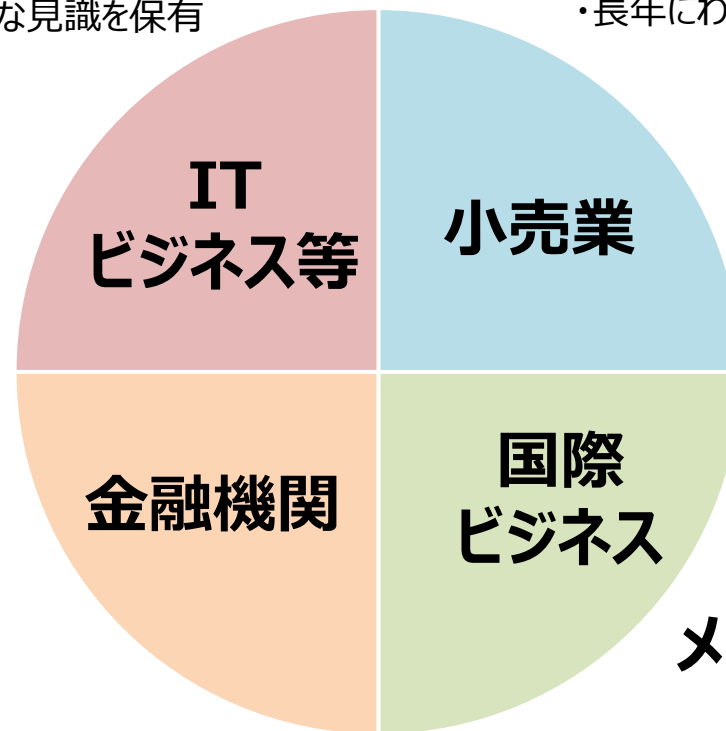 な見識を保有
・長年にわ
IT
ビジネス等
小売業
金融機関
国際
ビジネス
メ